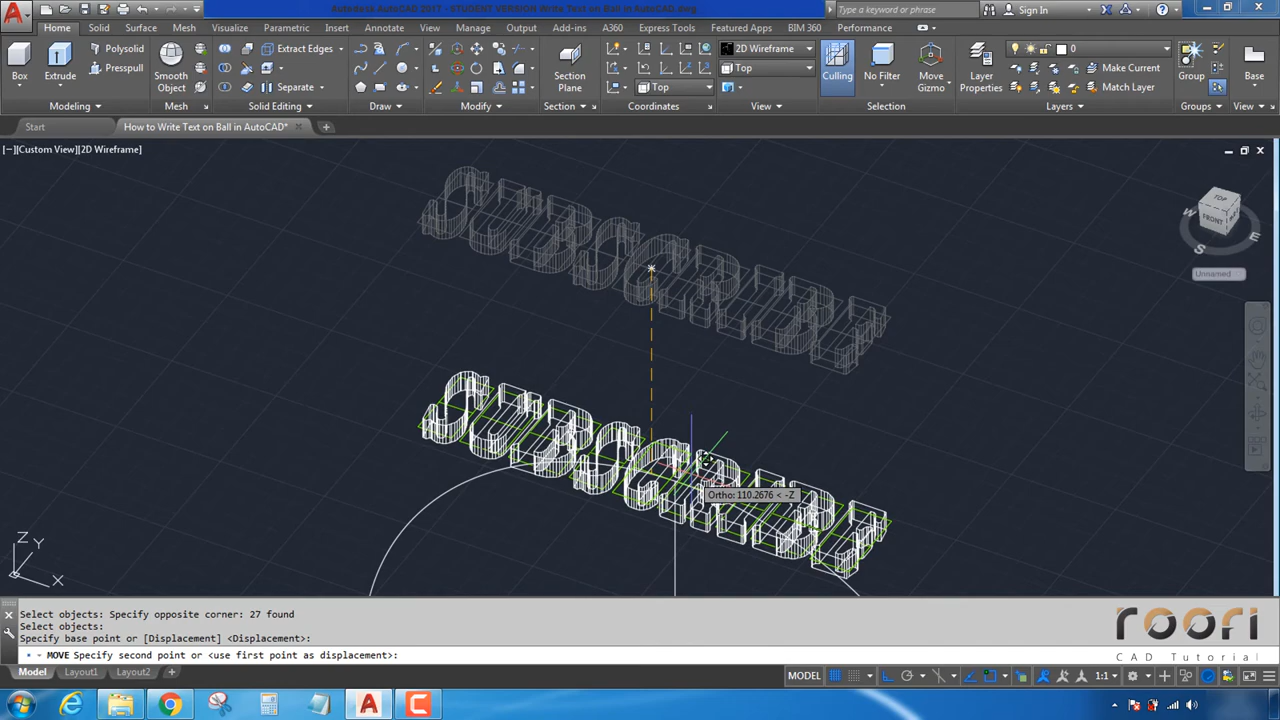 Autodesk AutoCAD 2017 - STUDENT VERSION Write Text on Ball in AutoCAD.dwg
Type a keyword or phrase
Sign In
Home Solid Surface Mesh Visualize Parametric Insert Annotate View Manage Output Add-ins A360 Express Tools Featured Apps BIM 360 Performance
Polysolid
Extract Edges
2D Wireframe
0
Presspull
Top
Make Current
Box Extrude
Smooth Object
Separate
Section Plane
Top
Culling No Filter Move Gizmo
Layer Properties
Match Layer
Group
Base
Modeling Mesh Solid Editing Draw Modify Section Coordinates View Selection Layers Groups View
Start How to Write Text on Ball in AutoCAD*
[−][Custom View][2D Wireframe]
TOP
FRONT
W
E
S
Unnamed
SUBSCRIBE
SUBSCRIBE
Ortho: 110.2676 < -Z
Z
Y
X
Select objects: Specify opposite corner: 27 found
Select objects:
Specify base point or [Displacement] <Displacement>:
MOVE Specify second point or <use first point as displacement>:
roofi
CAD Tutorial
Model Layout1 Layout2
MODEL
1:1